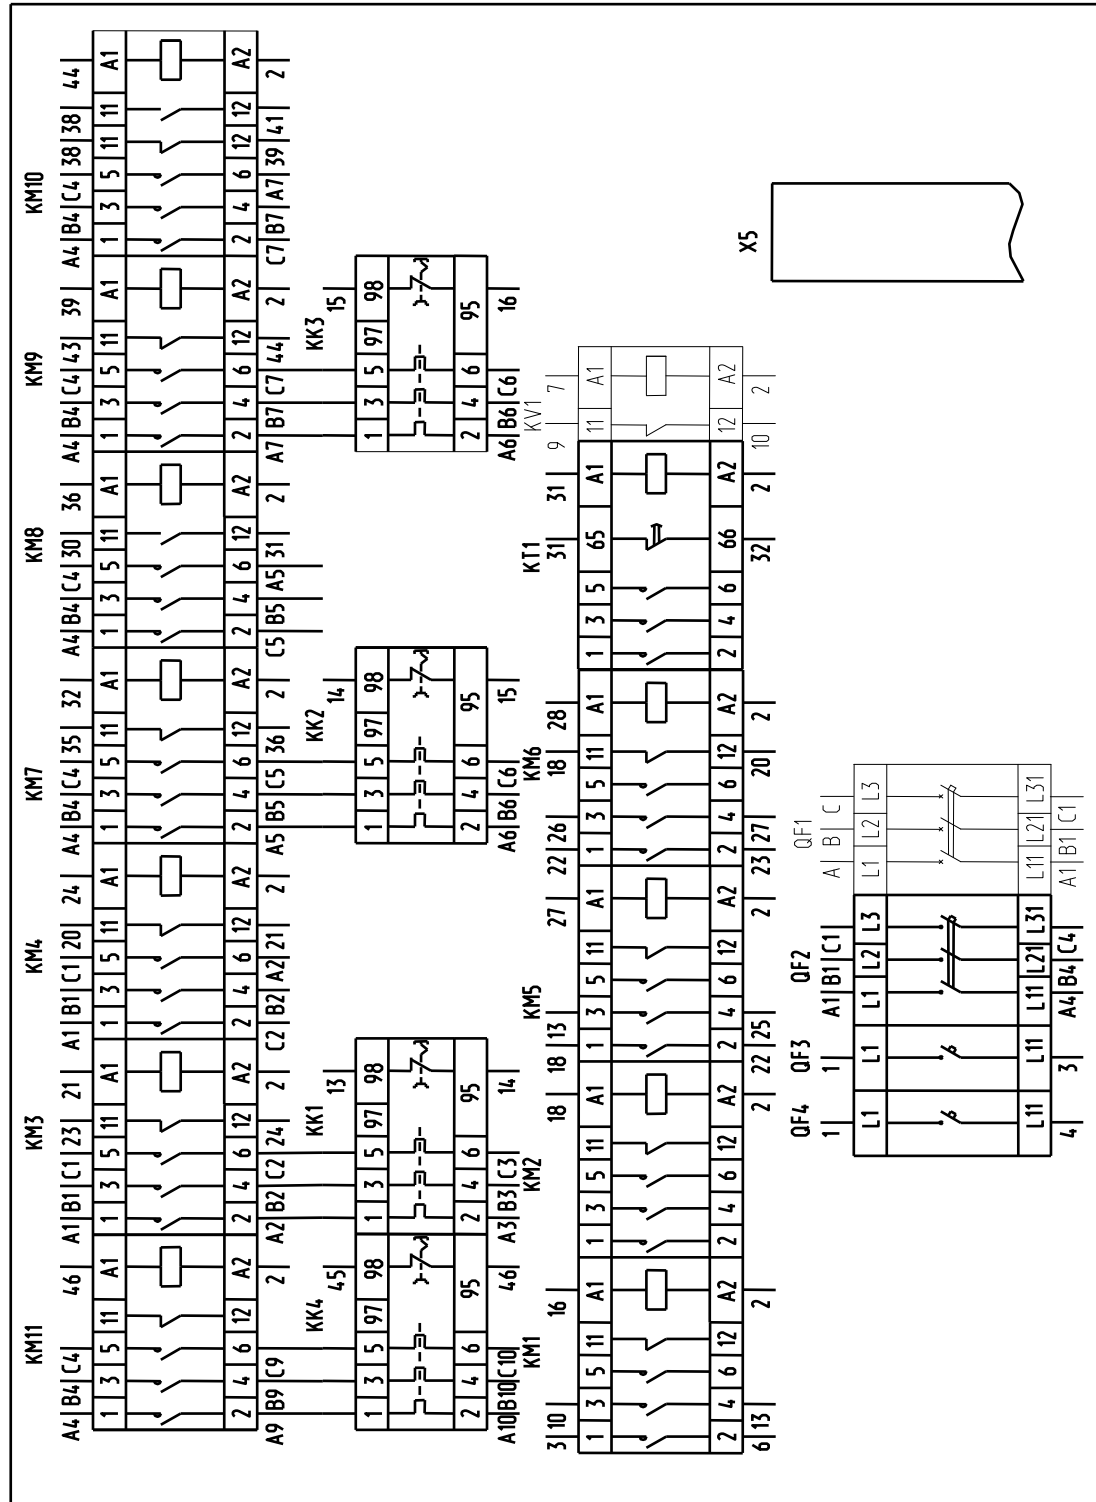 KM11 KM3 KM4 KM7 KM8 KM9 KM10
A4 B4 C4 46 A1 B1 C1 23 21 A1 B1 C1 20 24 A4 B4 C4 35 32 A4 B4 C4 30 36 A4 B4 C4 43 39 A4 B4 C4 38 38 44
1 3 5 11 A1 1 3 5 11 A1 1 3 5 11 A1 1 3 5 11 A1 1 3 5 11 A1 1 3 5 11 A1 1 3 5 11 11 A1
2 4 6 12 A2 2 4 6 12 A2 2 4 6 12 A2 2 4 6 12 A2 2 4 6 12 A2 2 4 6 12 A2 2 4 6 12 12 A2
A9 B9 C9 2 A2 B2 C2 24 2 C2 B2 A2 21 2 A5 B5 C5 36 2 C5 B5 A5 31 2 A7 B7 C7 44 2 C7 B7 A7 39 41 2
KK4 KK1 KK2 KK3
45 13 14 15
1 3 5 97 98 1 3 5 97 98 1 3 5 97 98 1 3 5 97 98
2 4 6 95 2 4 6 95 2 4 6 95 2 4 6 95
A10 B10 C10 46 A3 B3 C3 14 A6 B6 C6 15 A6 B6 C6 16
KM1 KM2 KM5 KM6 KT1 KV1
3 10 16 18 18 13 27 22 26 18 28 31 31 9 7
1 3 5 11 A1 1 3 5 11 A1 1 3 5 11 A1 1 3 5 11 A1 1 3 5 65 A1 11 A1
2 4 6 12 A2 2 4 6 12 A2 2 4 6 12 A2 2 4 6 12 A2 2 4 6 66 A2 12 A2
6 13 2 2 22 25 2 23 27 20 2 32 2 10 2
X5
QF4 QF3 QF2 QF1
1 1 A1 B1 C1 A B C
L1 L1 L1 L2 L3 L1 L2 L3
L11 L11 L11 L21 L31 L11 L21 L31
4 3 A4 B4 C4 A1 B1 C1